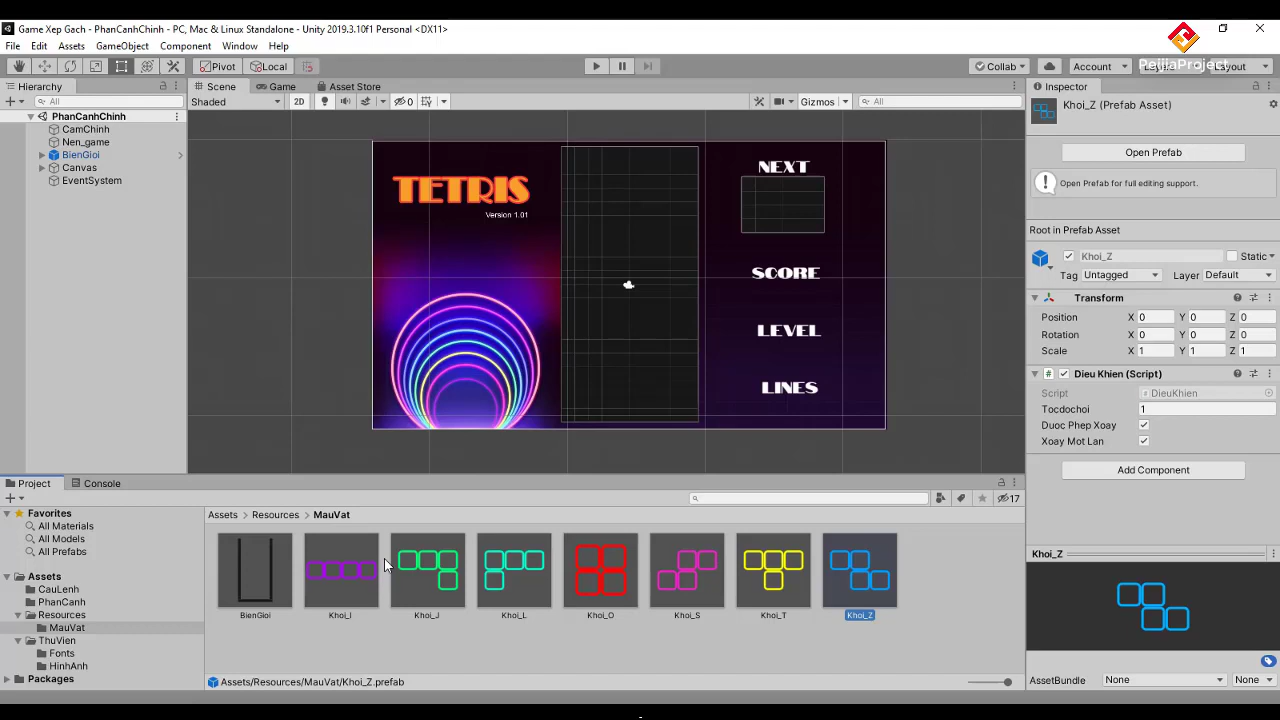 Game Xep Gach - PhanCanhChinh - PC, Mac & Linux Standalone - Unity 2019.3.10f1 Personal <DX11>
File Edit Assets GameObject Component Window Help
Pivot Local Collab Account Layers Layout
PeijiaProject
Hierarchy
All
PhanCanhChinh
CamChinh
Nen_game
BienGioi
Canvas
EventSystem
Scene Game Asset Store
Shaded 2D 0 Gizmos All
TETRIS
Version 1.01
NEXT
SCORE
LEVEL
LINES
Inspector
Khoi_Z (Prefab Asset)
Open Prefab
Open Prefab for full editing support.
Root in Prefab Asset
Khoi_Z Static
Tag Untagged Layer Default
Transform
Position X 0 Y 0 Z 0
Rotation X 0 Y 0 Z 0
Scale X 1 Y 1 Z 1
# Dieu Khien (Script)
Script DieuKhien
Tocdochoi 1
Duoc Phep Xoay
Xoay Mot Lan
Add Component
Project Console
17
Favorites
All Materials
All Models
All Prefabs
Assets
CauLenh
PhanCanh
Resources
MauVat
ThuVien
Fonts
HinhAnh
Packages
Assets Resources MauVat
BienGioi Khoi_I Khoi_J Khoi_L Khoi_O Khoi_S Khoi_T Khoi_Z
Assets/Resources/MauVat/Khoi_Z.prefab
Khoi_Z
AssetBundle None None